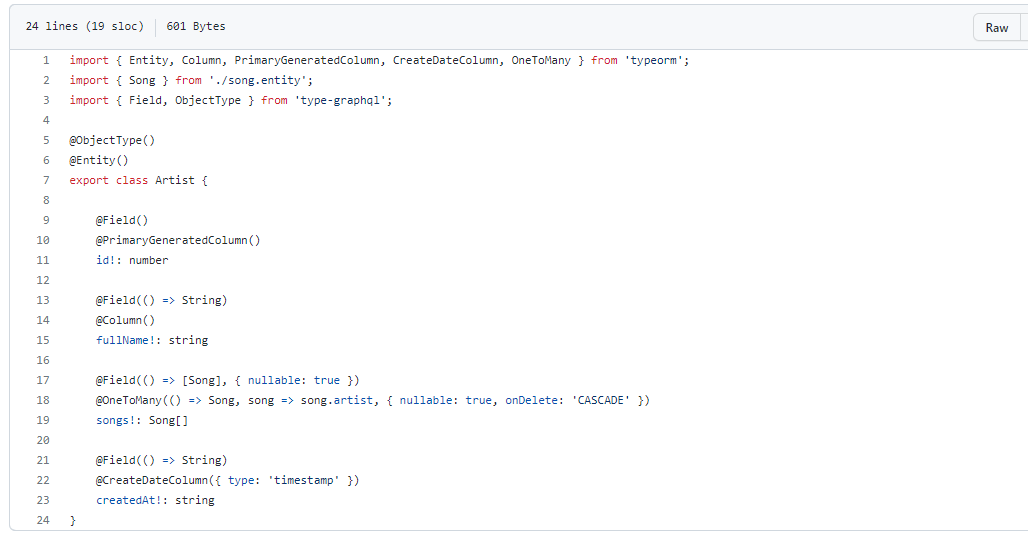 24 lines (19 sloc) 601 Bytes Raw
1 import { Entity, Column, PrimaryGeneratedColumn, CreateDateColumn, OneToMany } from 'typeorm';
2 import { Song } from './song.entity';
3 import { Field, ObjectType } from 'type-graphql';
4
5 @ObjectType()
6 @Entity()
7 export class Artist {
8
9     @Field()
10     @PrimaryGeneratedColumn()
11     id!: number
12
13     @Field(() => String)
14     @Column()
15     fullName!: string
16
17     @Field(() => [Song], { nullable: true })
18     @OneToMany(() => Song, song => song.artist, { nullable: true, onDelete: 'CASCADE' })
19     songs!: Song[]
20
21     @Field(() => String)
22     @CreateDateColumn({ type: 'timestamp' })
23     createdAt!: string
24 }